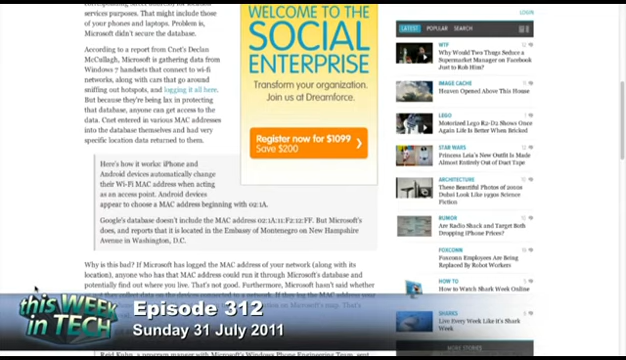 services purposes. That might include those
of your phones and laptops. Problem is,
Microsoft didn't secure the database.
According to a report from Cnet's Declan
McCullagh, Microsoft is gathering data from
Windows 7 handsets that connect to wi-fi
networks, along with cars that go around
sniffing out hotspots, and logging it all here.
But because they're being lax in protecting
that database, anyone can get access to the
data. Cnet entered in various MAC addresses
into the database themselves and had very
specific location data returned to them.
Here's how it works: iPhone and
Android devices automatically change
their Wi-Fi MAC address when acting
as an access point. Android devices
appear to choose a MAC address beginning with 02:1A.
Google's database doesn't include the MAC address 02:1A:11:F2:12:FF. But Microsoft's
does, and reports that it is located in the Embassy of Montenegro on New Hampshire
Avenue in Washington, D.C.
Why is this bad? If Microsoft has logged the MAC address of your network (along with its
location), anyone who has that MAC address could run it through Microsoft's database and
potentially find out where you live. That's not good. Furthermore, Microsoft hasn't said whether
WELCOME TO THE
SOCIAL
ENTERPRISE
Transform your organization.
Join us at Dreamforce.
Register now for $1099
Save $200
LOGIN
LATEST POPULAR SEARCH
WTF
Why Would Two Thugs Seduce a
Supermarket Manager on Facebook
Just to Rob Him?
IMAGE CACHE
Heaven Opened Above This House
LEGO
Motorized Lego R2-D2 Shows Once
Again Life Is Better When Bricked
STAR WARS
Princess Leia's New Outfit Is Made
Almost Entirely Out of Duct Tape
ARCHITECTURE
These Beautiful Photos of 2000s
Dubai Look Like 1930s Science
Fiction
RUMOR
Are Radio Shack and Target Both
Dropping iPhone Prices?
FOXCONN
Foxconn Employees Are Being
Replaced By Robot Workers
HOW TO
How to Watch Shark Week Online
SHARKS
Live Every Week Like it's Shark
Week
MORE STORIES
this WEEK
in TECH
Episode 312
Sunday 31 July 2011